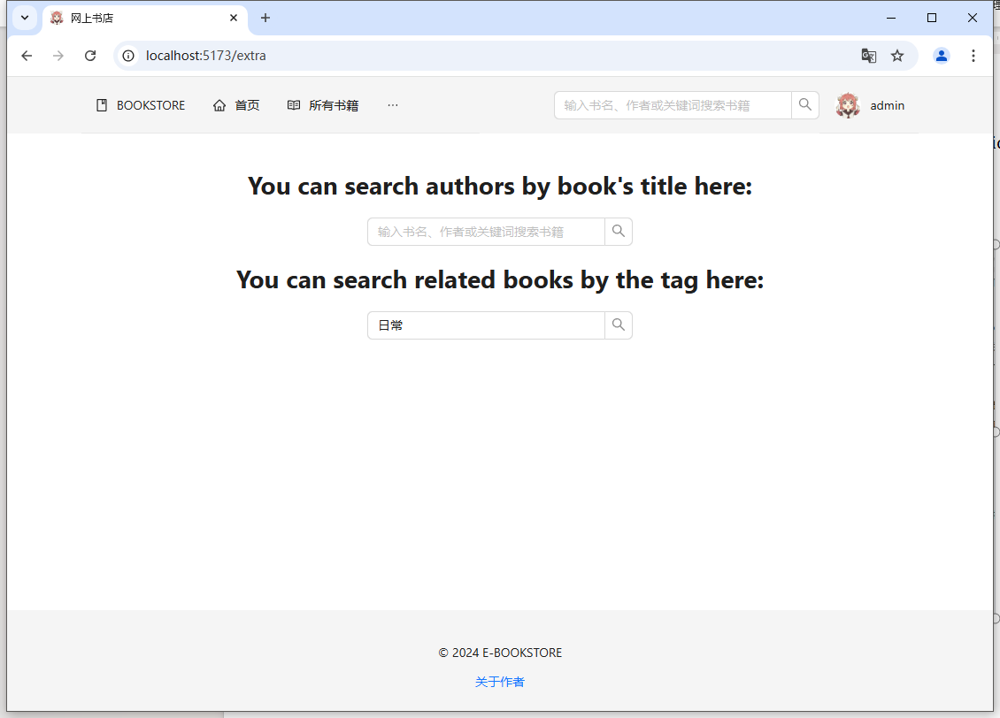 网上书店
localhost:5173/extra
BOOKSTORE 首页 所有书籍 ··· 输入书名、作者或关键词搜索书籍 admin
You can search authors by book's title here:
输入书名、作者或关键词搜索书籍
You can search related books by the tag here:
日常
© 2024 E-BOOKSTORE
关于作者